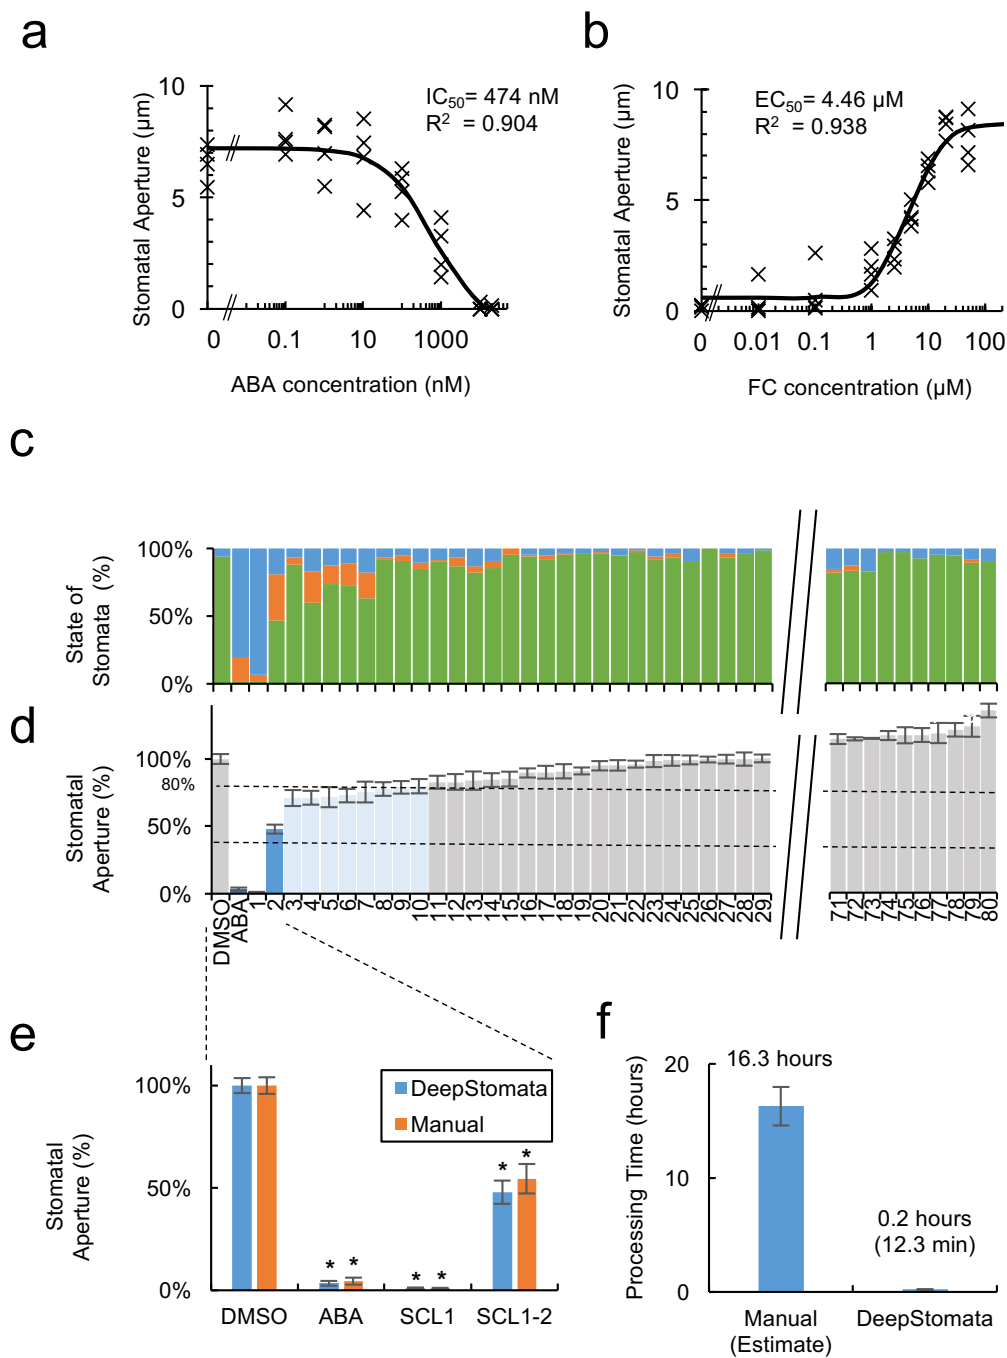 a
b
IC50= 474 nM
R2 = 0.904
EC50= 4.46 μM
R2 = 0.938
Stomatal Aperture (μm)
10
5
0
0 0.1 10 1000
ABA concentration (nM)
Stomatal Aperture (μm)
10
5
0
0 0.01 0.1 1 10 100
FC concentration (μM)
c
State of
Stomata (%)
100%
50%
0%
d
Stomatal
Aperture (%)
100%
80%
50%
0%
DMSO ABA 1 2 3 4 5 6 7 8 9 10 11 12 13 14 15 16 17 18 19 20 21 22 23 24 25 26 27 28 29 71 72 73 74 75 76 77 78 79 80
e
Stomatal
Aperture (%)
100%
50%
0%
DeepStomata
Manual
* * * * * *
DMSO ABA SCL1 SCL1-2
f
Processing Time (hours)
20
10
0
16.3 hours
0.2 hours
(12.3 min)
Manual
(Estimate)
DeepStomata